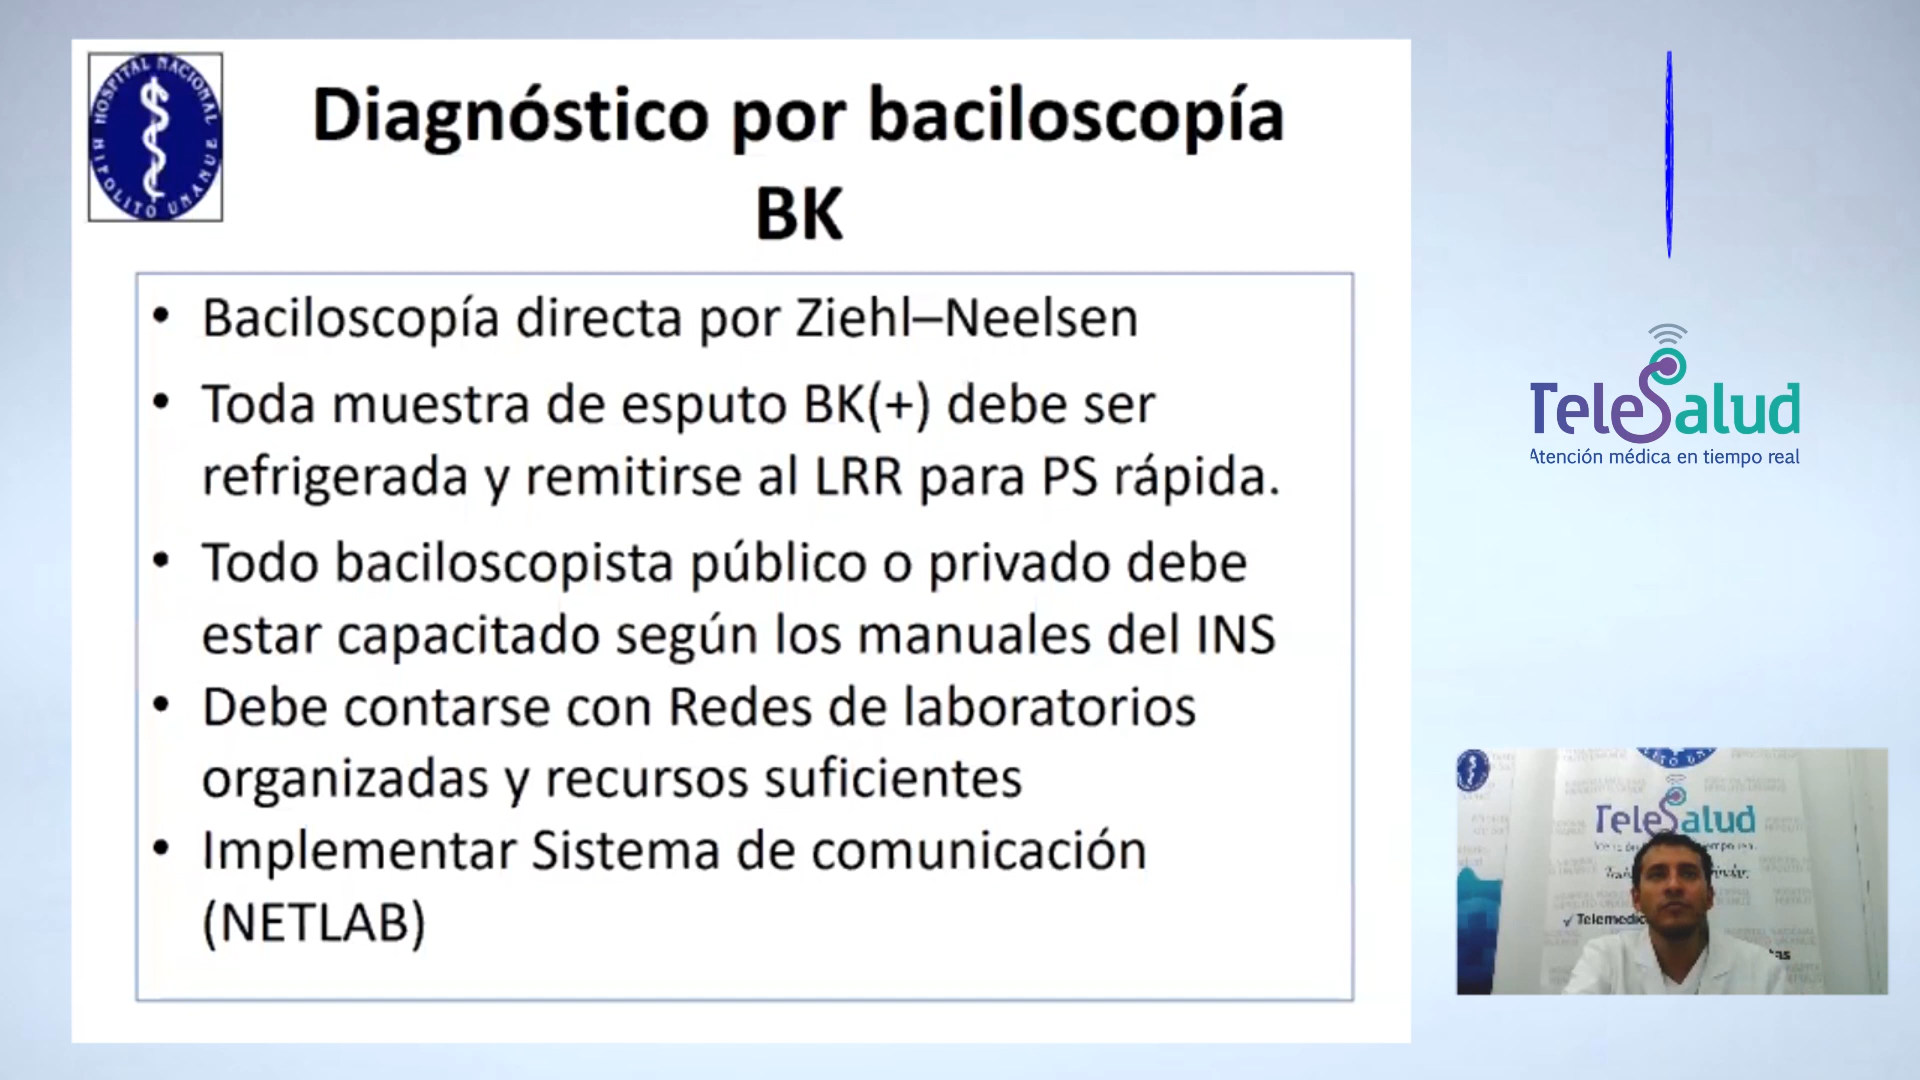 HOSPITAL NACIONAL
HIPOLITO UNANUE
Diagnóstico por baciloscopía
BK
• Baciloscopía directa por Ziehl–Neelsen
• Toda muestra de esputo BK(+) debe ser
refrigerada y remitirse al LRR para PS rápida.
• Todo baciloscopista público o privado debe
estar capacitado según los manuales del INS
• Debe contarse con Redes de laboratorios
organizadas y recursos suficientes
• Implementar Sistema de comunicación
(NETLAB)
TeleSalud
Atención médica en tiempo real
TeleSalud